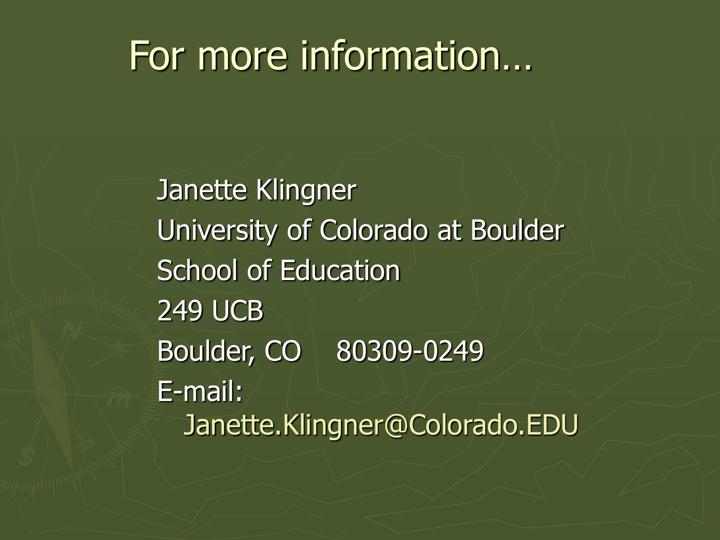 For more information…
Janette Klingner
University of Colorado at Boulder
School of Education
249 UCB
Boulder, CO    80309-0249
E-mail:
Janette.Klingner@Colorado.EDU
N
S